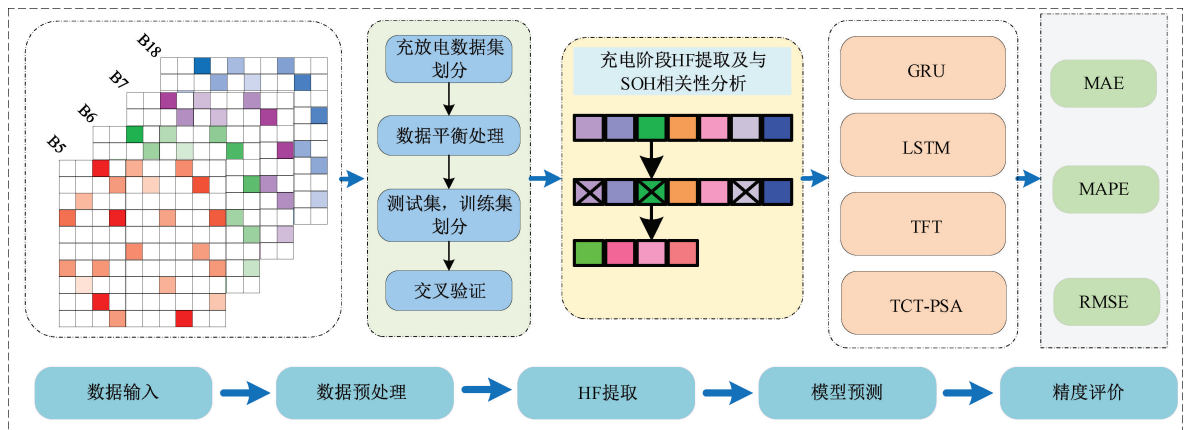 B18
B7
B6
B5
充放电数据集
划分
数据平衡处理
测试集，训练集
划分
交叉验证
充电阶段HF提取及与
SOH相关性分析
GRU
LSTM
TFT
TCT-PSA
MAE
MAPE
RMSE
数据输入
数据预处理
HF提取
模型预测
精度评价